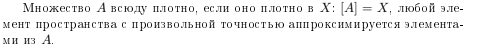 Множество A всюду плотно, если оно плотно в X: [A] = X, любой эле-
мент пространства с произвольной точностью аппроксимируется элемента-
ми из A.